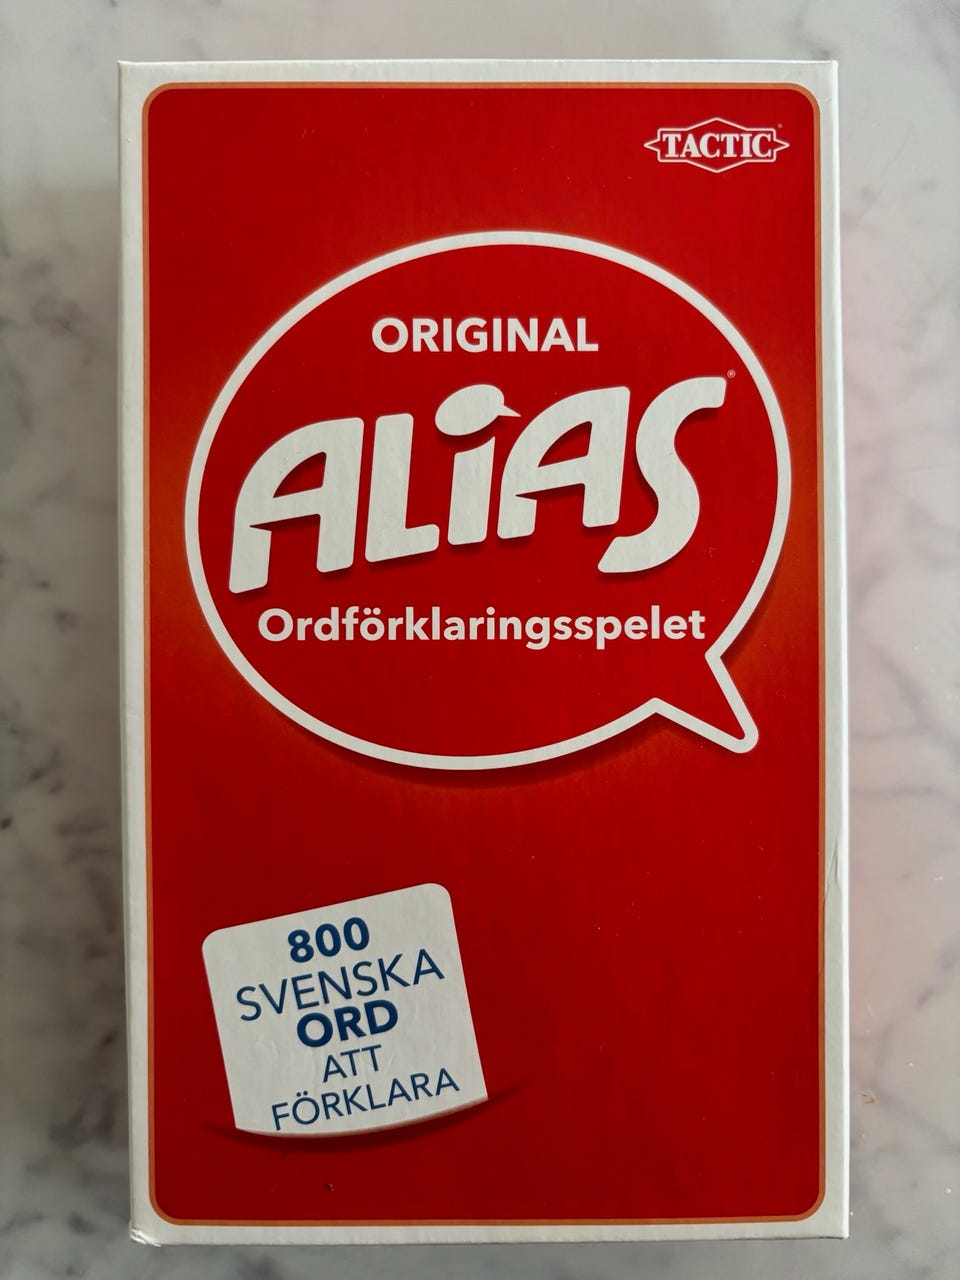 TACTIC
ORIGINAL
ALiAS
Ordförklaringsspelet
800
SVENSKA
ORD
ATT
FÖRKLARA